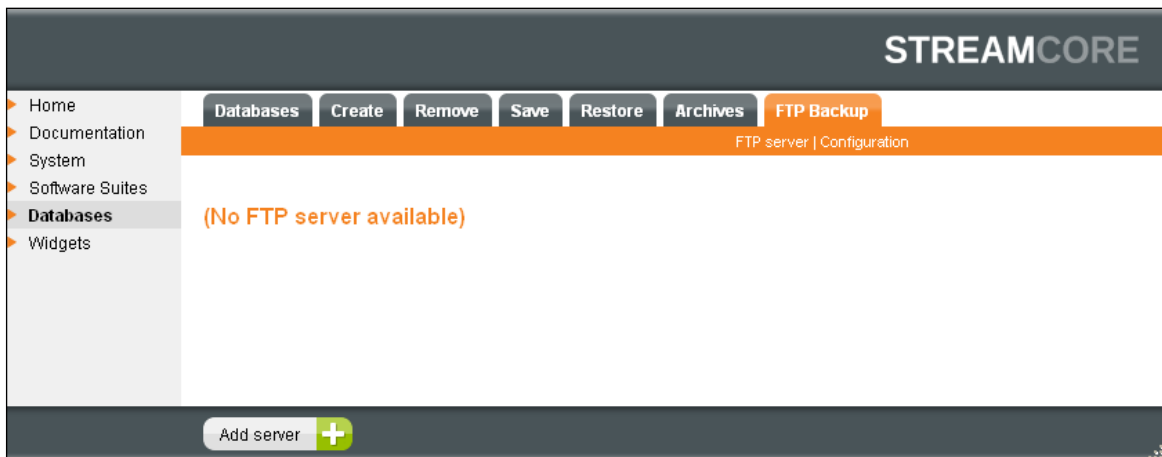 STREAMCORE
Home
Documentation
System
Software Suites
Databases
Widgets
Databases Create Remove Save Restore Archives FTP Backup
FTP server | Configuration
(No FTP server available)
Add server